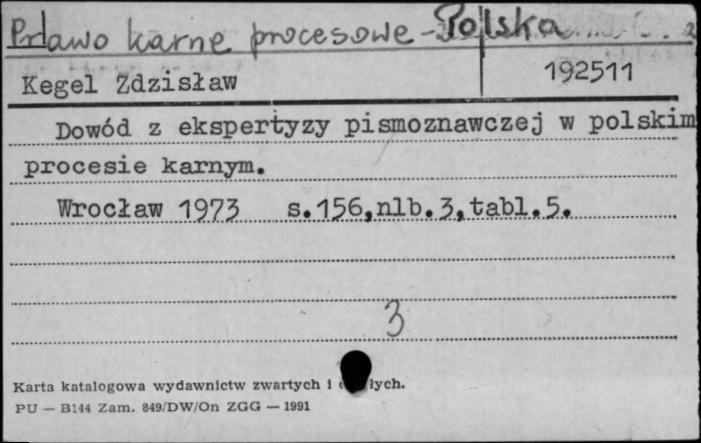 Prawo karne procesowe - Polska
Kegel Zdzisław 192511
Dowód z ekspertyzy pismoznawczej w polskim
procesie karnym.
Wrocław 1973 s.156,nlb.3,tabl.5.
3
Karta katalogowa wydawnictw zwartych i
PU — B144 Zam. 849/DW/On ZGG — 1991